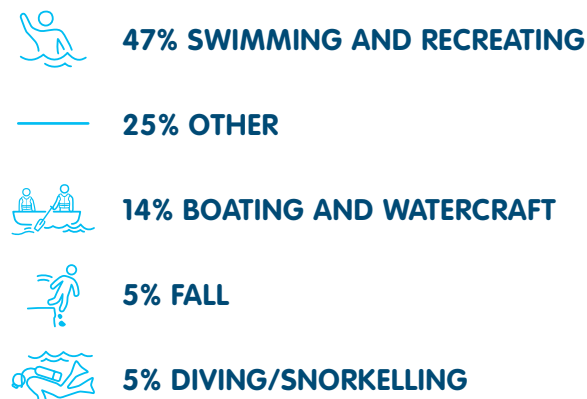 47% SWIMMING AND RECREATING
25% OTHER
14% BOATING AND WATERCRAFT
5% FALL
5% DIVING/SNORKELLING